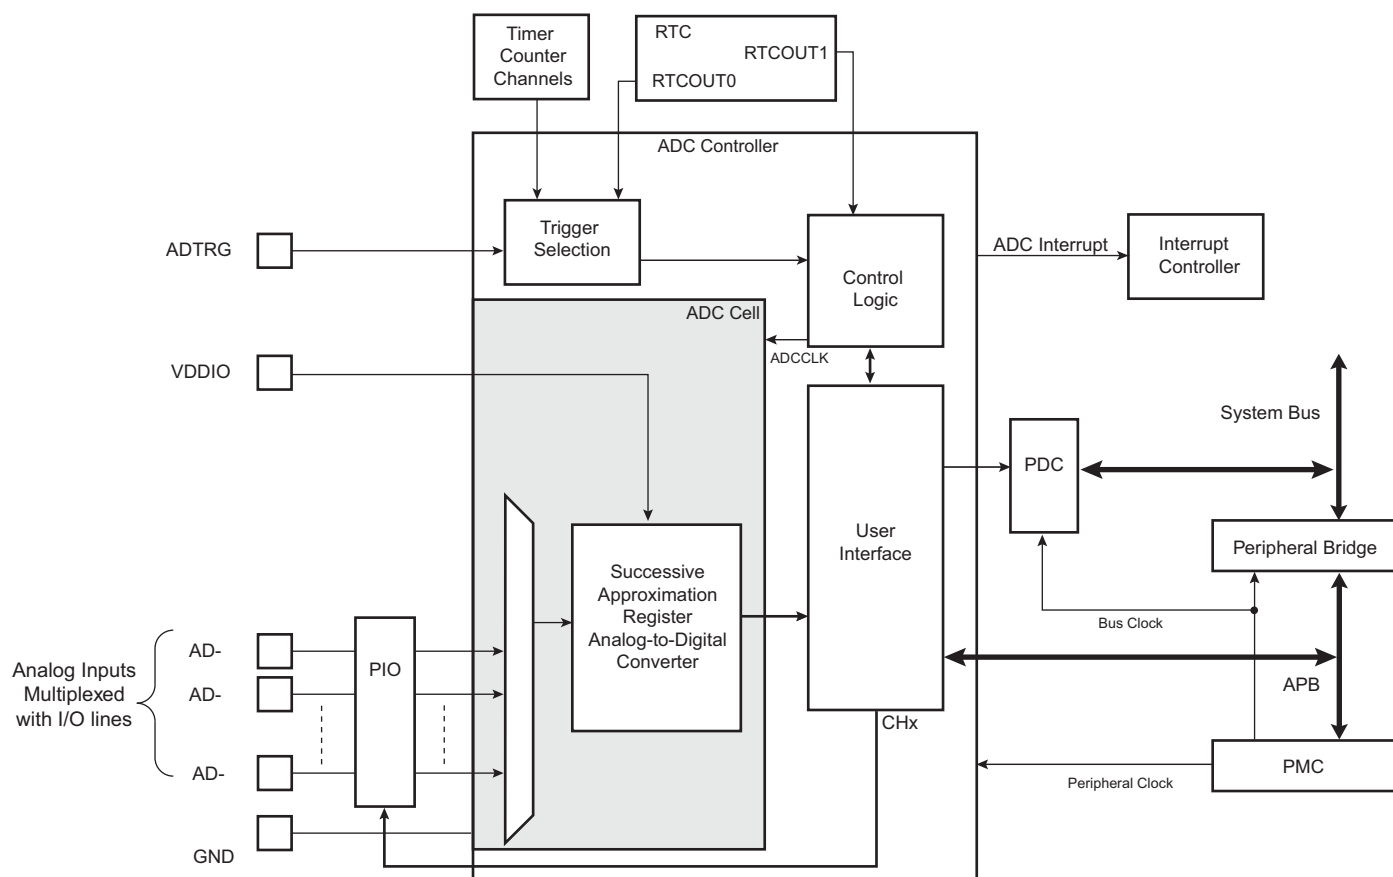 Timer
Counter
Channels
RTC
RTCOUT1
RTCOUT0
ADC Controller
Trigger
Selection
ADTRG
ADC Interrupt
Interrupt
Controller
Control
Logic
ADC Cell
ADCCLK
VDDIO
System Bus
PDC
User
Interface
Peripheral Bridge
Successive
Approximation
Register
Analog-to-Digital
Converter
Bus Clock
AD-
PIO
Analog Inputs
Multiplexed
with I/O lines
AD-
APB
CHx
AD-
PMC
Peripheral Clock
GND